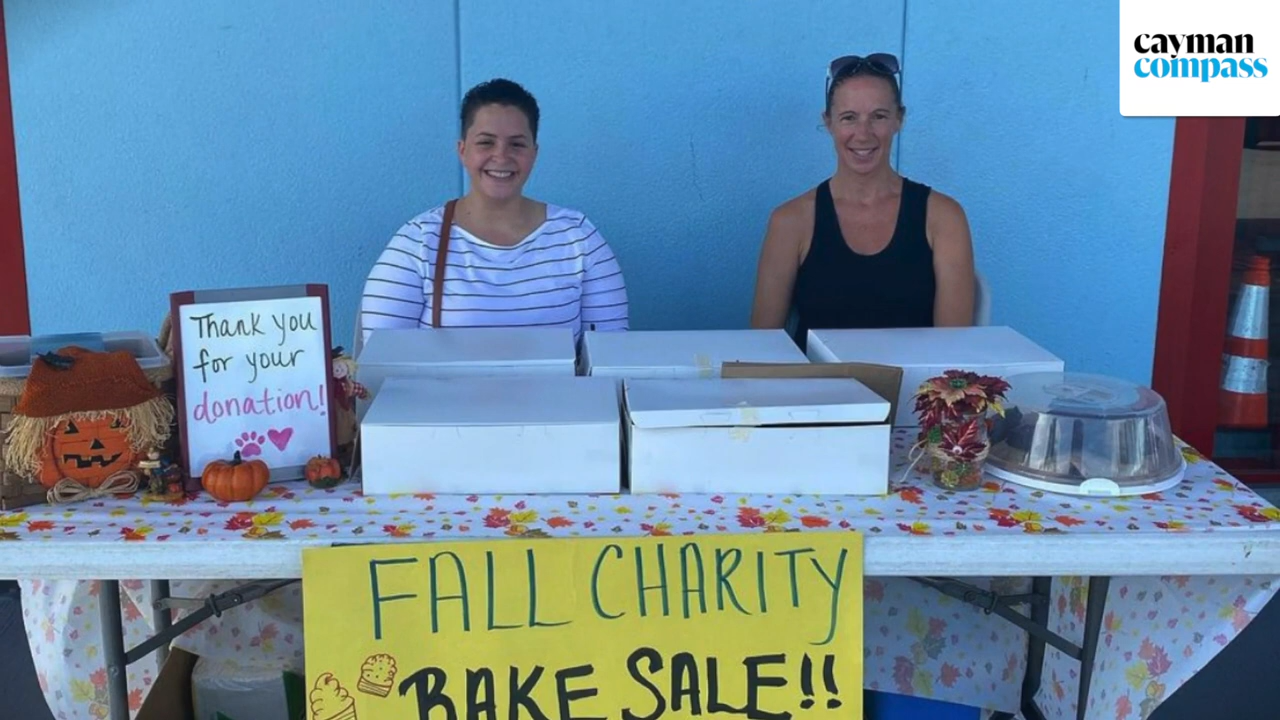 cayman
compass
Thank you
for your
donation!
FALL CHARITY
BAKE SALE!!